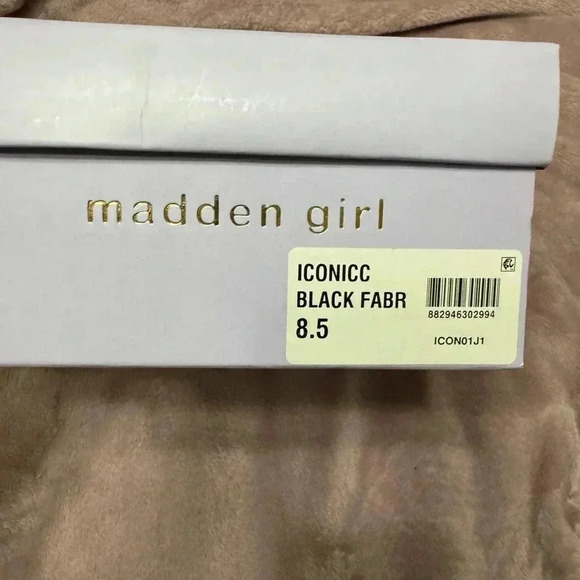 madden girl
ICONICC
BLACK FABR
8.5
882946302994
ICON01J1